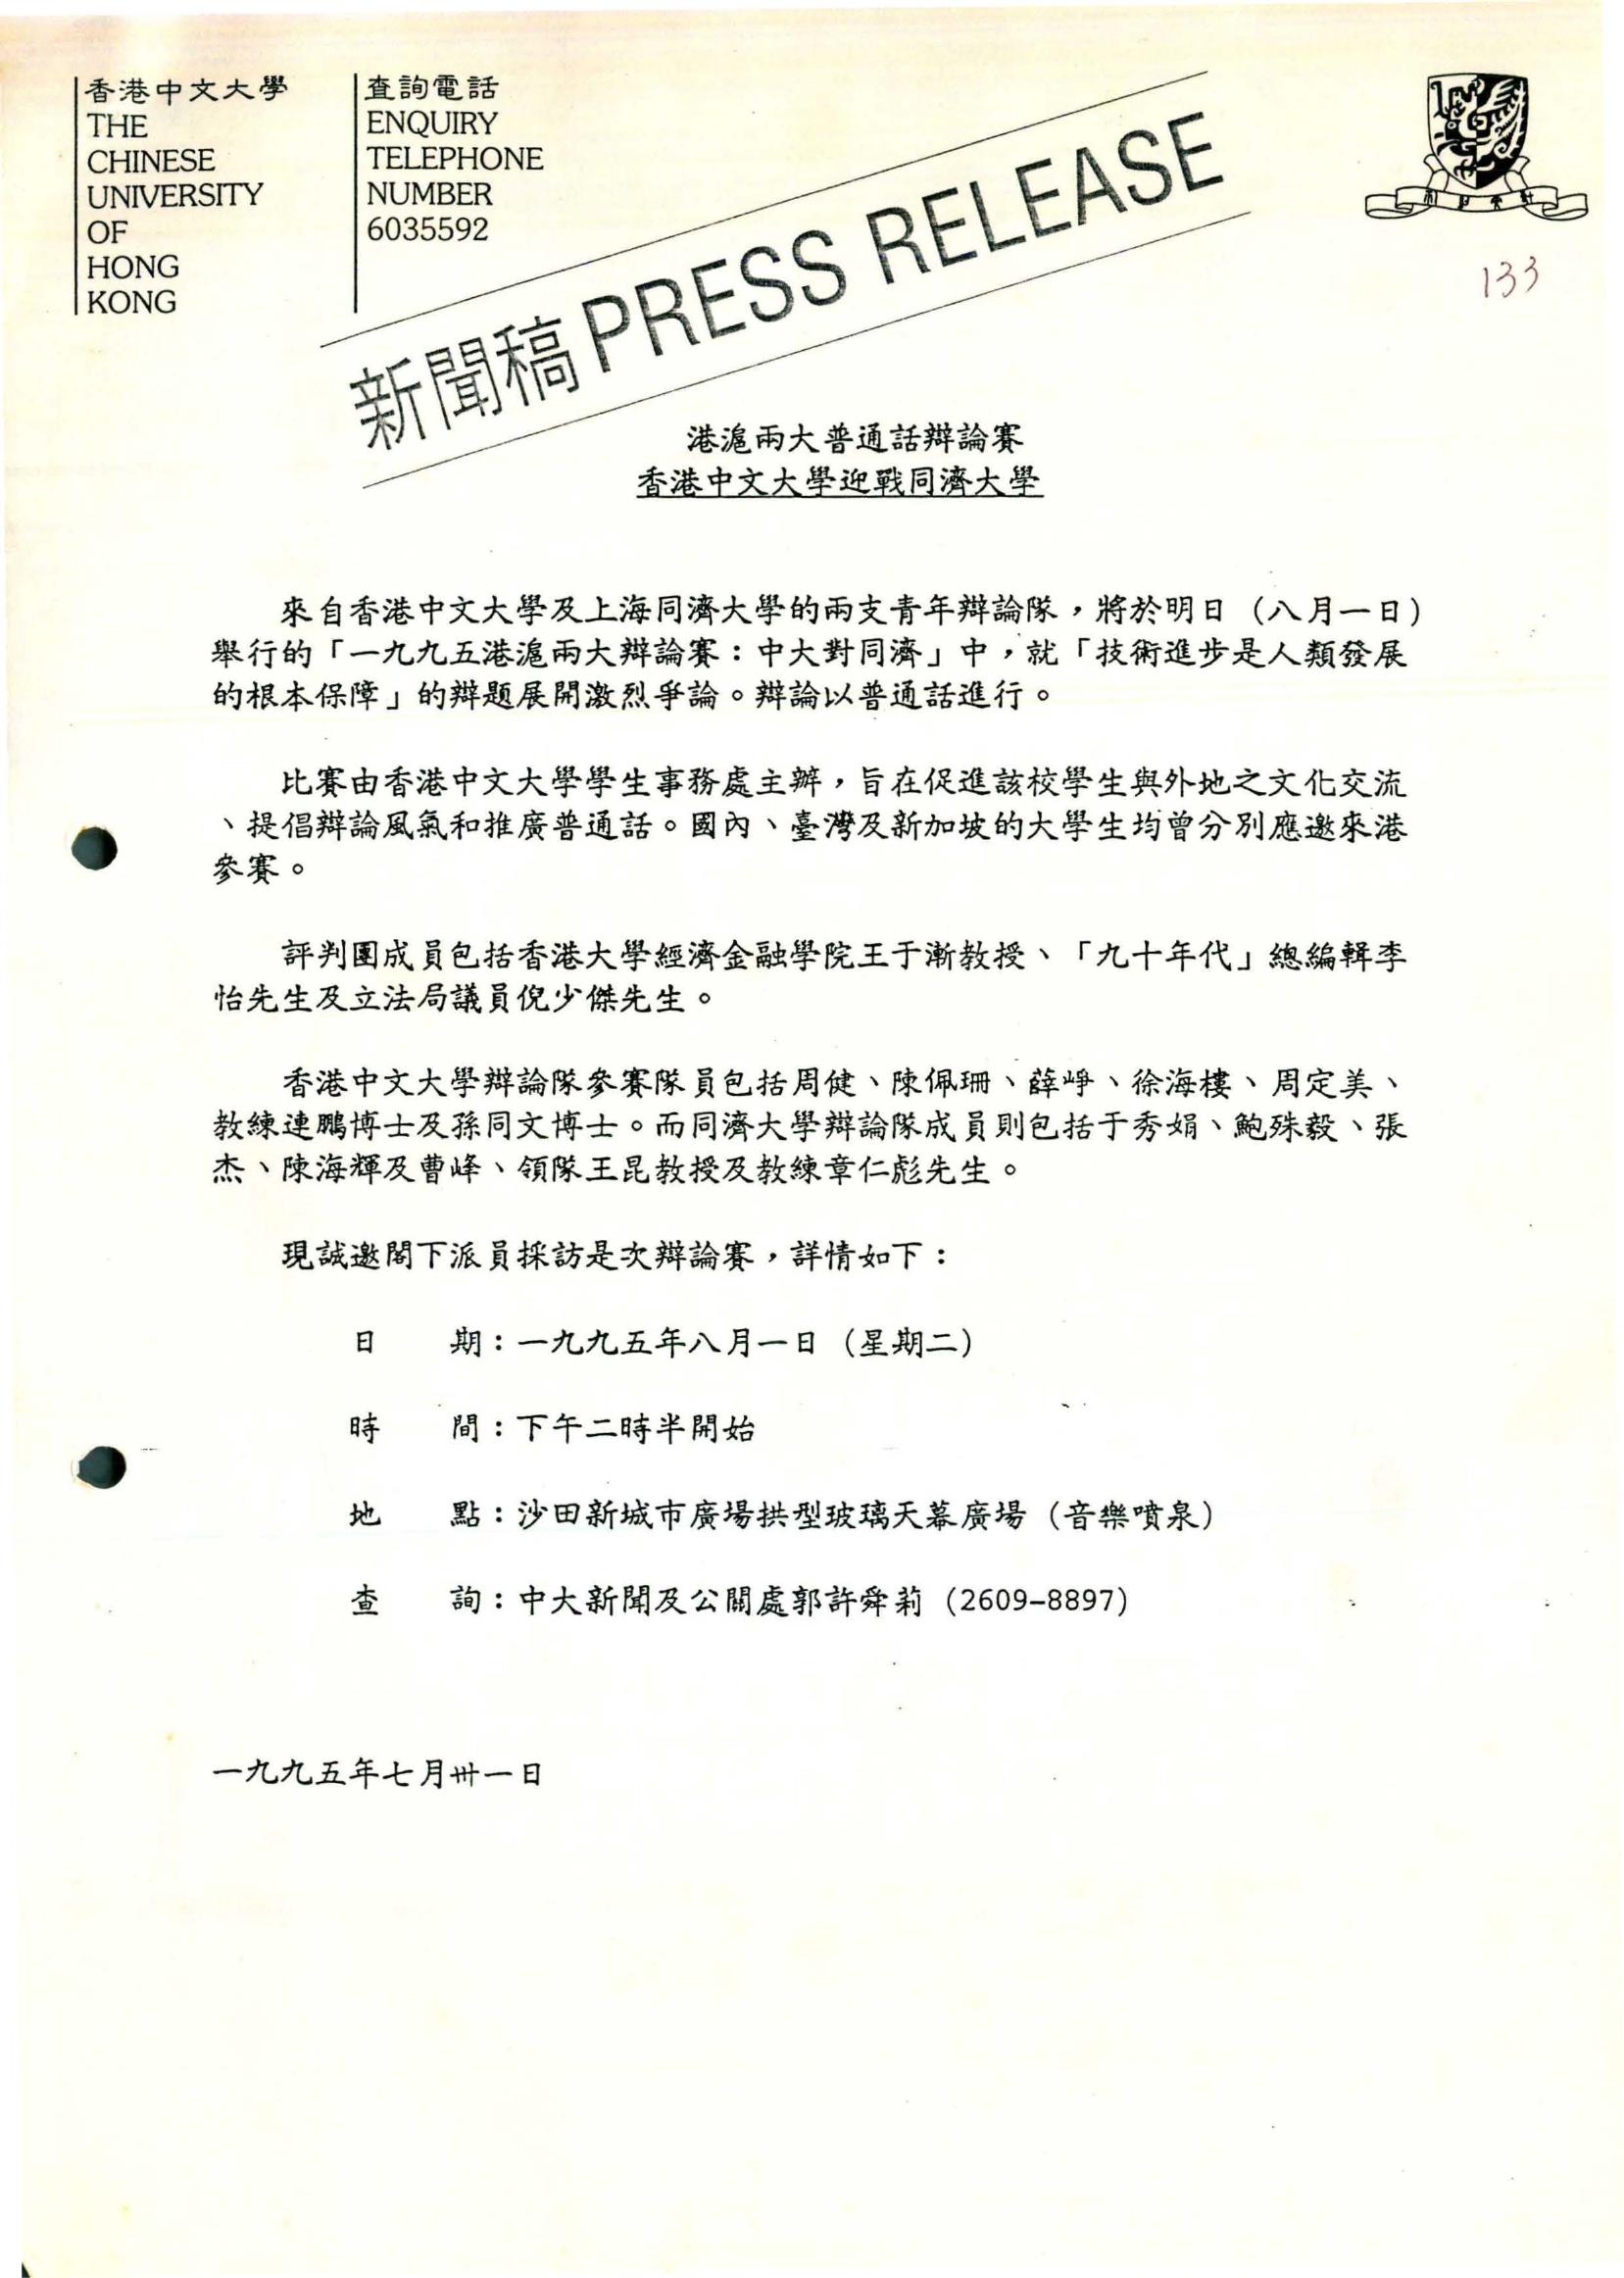 香港中文大學
THE
CHINESE
UNIVERSITY
OF
HONG
KONG
查詢電話
ENQUIRY
TELEPHONE
NUMBER
6035592
新聞稿 PRESS RELEASE
133
港滬兩大普通話辯論賽
香港中文大學迎戰同濟大學
來自香港中文大學及上海同濟大學的兩支青年辯論隊，將於明日（八月一日）
舉行的「一九九五港滬兩大辯論賽：中大對同濟」中，就「技術進步是人類發展
的根本保障」的辯題展開激烈爭論。辯論以普通話進行。
比賽由香港中文大學學生事務處主辦，旨在促進該校學生與外地之文化交流
、提倡辯論風氣和推廣普通話。國內、臺灣及新加坡的大學生均曾分別應邀來港
參賽。
評判團成員包括香港大學經濟金融學院王于漸教授、「九十年代」總編輯李
怡先生及立法局議員倪少傑先生。
香港中文大學辯論隊參賽隊員包括周健、陳佩珊、薛崢、徐海樓、周定美、
教練連鵬博士及孫同文博士。而同濟大學辯論隊成員則包括于秀娟、鮑殊毅、張
杰、陳海輝及曹峰、領隊王昆教授及教練章仁彪先生。
現誠邀閣下派員採訪是次辯論賽，詳情如下：
日　　期：一九九五年八月一日（星期二）
時　　間：下午二時半開始
地　　點：沙田新城市廣場拱型玻璃天幕廣場（音樂噴泉）
查　　詢：中大新聞及公關處郭許舜莉（2609-8897）
一九九五年七月卅一日